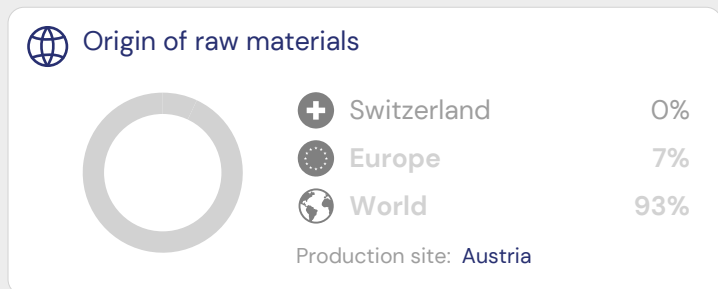 Origin of raw materials
Switzerland 0%
Europe 7%
World 93%
Production site: Austria